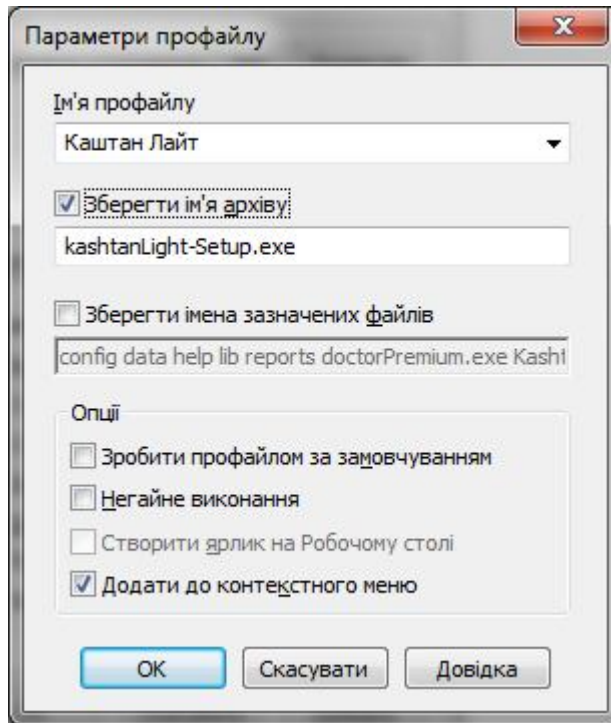 Параметри профайлу
Ім'я профайлу
Каштан Лайт
Зберегти ім'я архіву
kashtanLight-Setup.exe
Зберегти імена зазначених файлів
config data help lib reports doctorPremium.exe Kasht
Опції
Зробити профайлом за замовчуванням
Негайне виконання
Створити ярлик на Робочому столі
Додати до контекстного меню
OK
Скасувати
Довідка